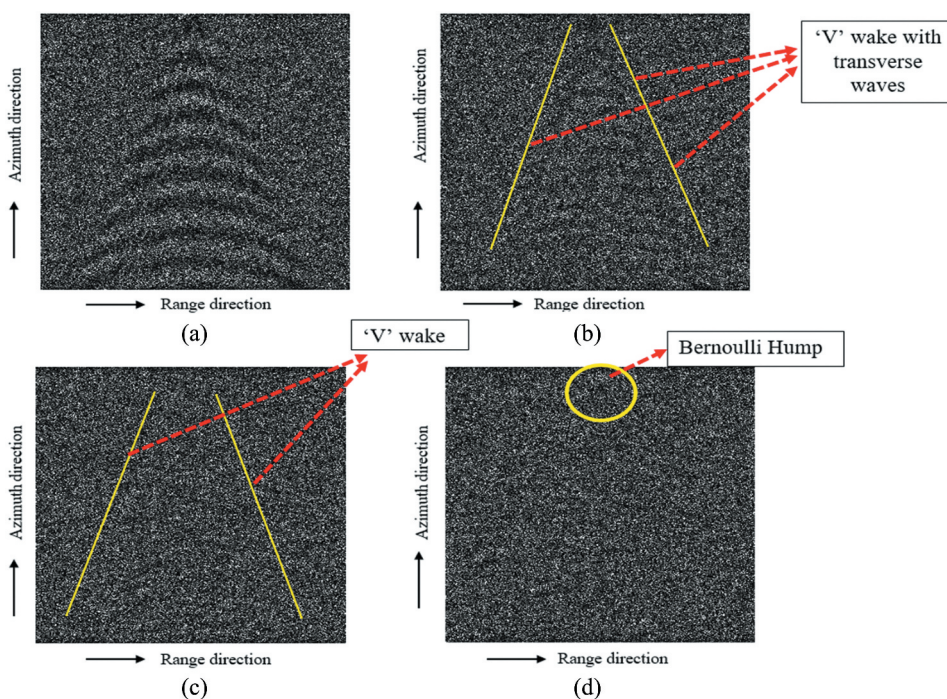 Azimuth direction
Range direction
(a)
Azimuth direction
Range direction
(b)
‘V’ wake with
transverse
waves
Azimuth direction
Range direction
(c)
‘V’ wake
Azimuth direction
Range direction
(d)
Bernoulli Hump